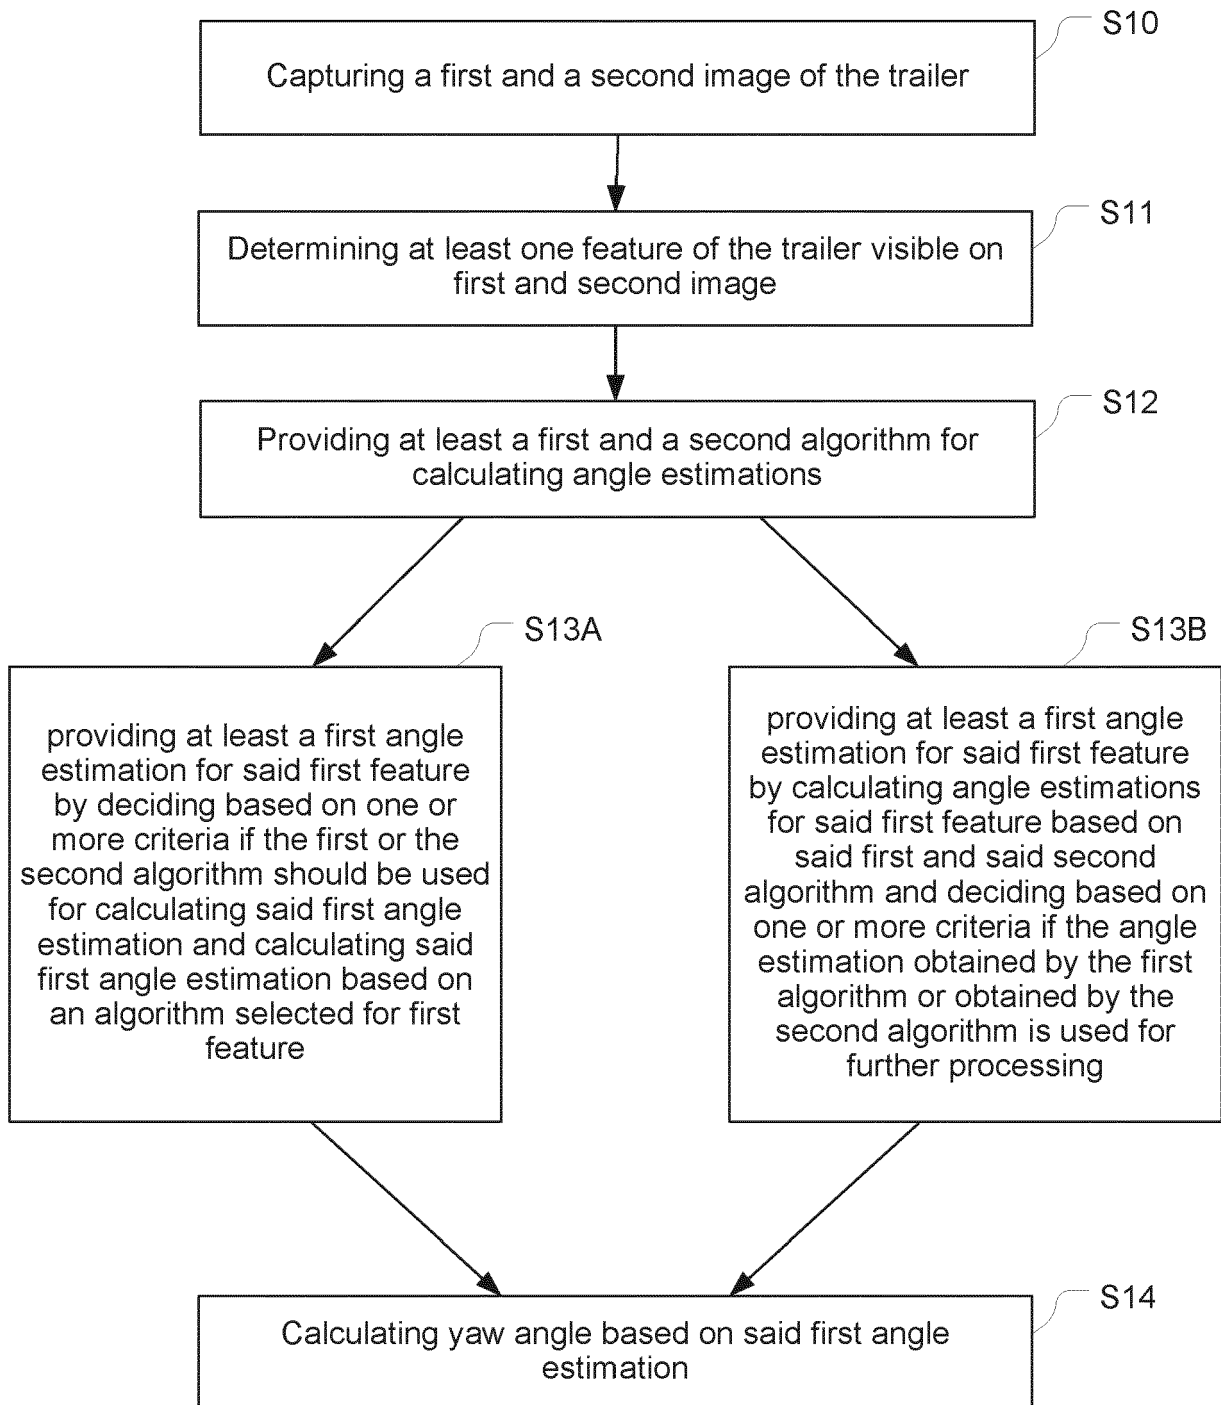 S10
Capturing a first and a second image of the trailer
S11
Determining at least one feature of the trailer visible on
first and second image
S12
Providing at least a first and a second algorithm for
calculating angle estimations
S13A
providing at least a first angle
estimation for said first feature
by deciding based on one or
more criteria if the first or the
second algorithm should be used
for calculating said first angle
estimation and calculating said
first angle estimation based on
an algorithm selected for first
feature
S13B
providing at least a first angle
estimation for said first feature
by calculating angle estimations
for said first feature based on
said first and said second
algorithm and deciding based on
one or more criteria if the angle
estimation obtained by the first
algorithm or obtained by the
second algorithm is used for
further processing
S14
Calculating yaw angle based on said first angle
estimation